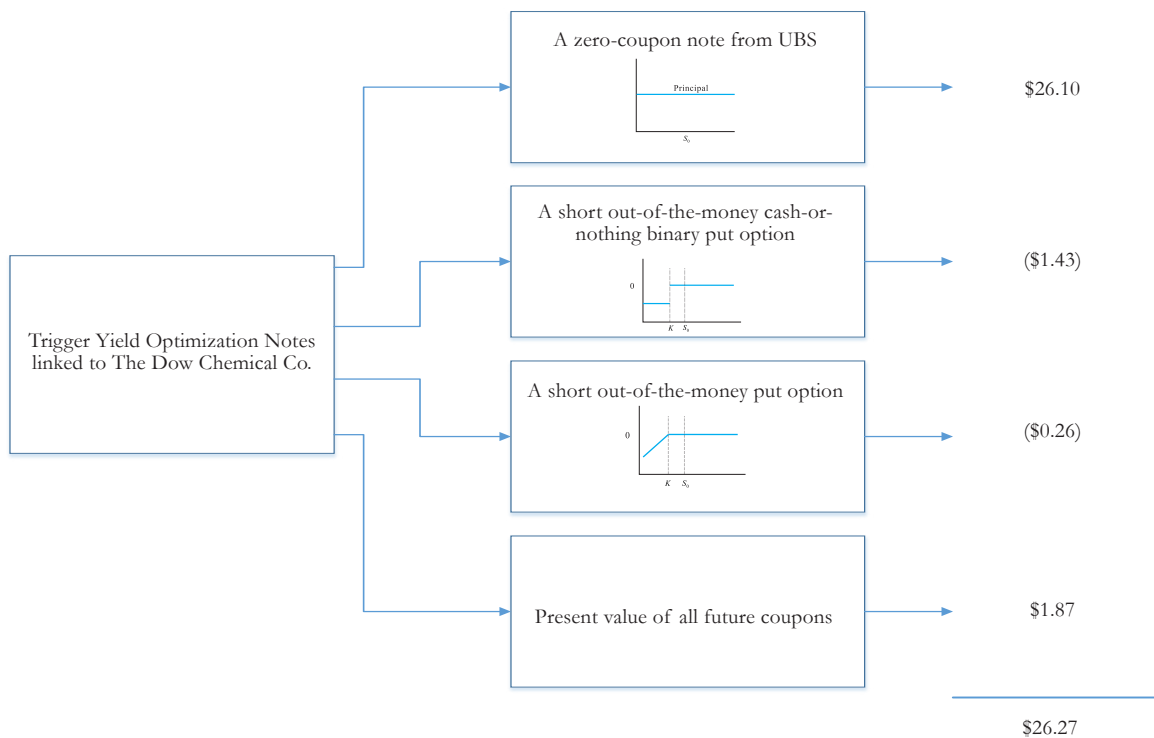 Trigger Yield Optimization Notes
linked to The Dow Chemical Co.
A zero-coupon note from UBS
Principal
S₀
$26.10
A short out-of-the-money cash-or-
nothing binary put option
0
K S₀
($1.43)
A short out-of-the-money put option
0
K S₀
($0.26)
Present value of all future coupons
$1.87
$26.27